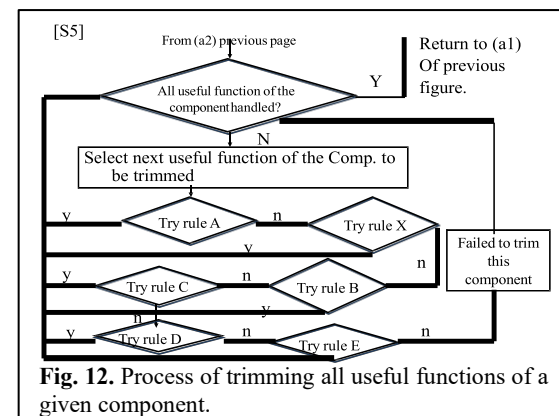 [S5]
From (a2) previous page
Return to (a1)
Of previous
figure.
Y
All useful function of the
component handled?
N
Select next useful function of the Comp. to
be trimmed
y
Try rule A
n
Try rule X
y
n
Failed to trim
this
component
y
Try rule C
n
Try rule B
y
n
y
Try rule D
n
Try rule E
n
Fig. 12. Process of trimming all useful functions of a
given component.